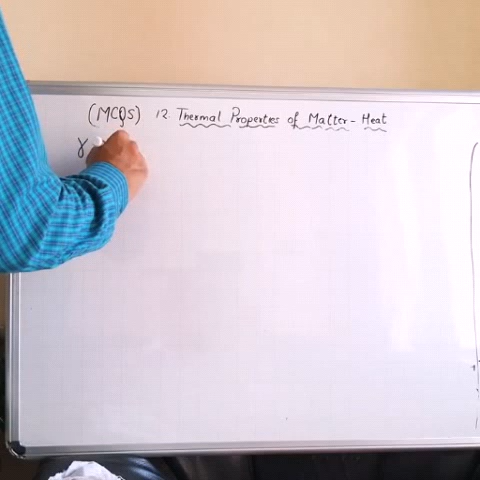 (MCQS) 12. Thermal Properties of Matter - Heat
γ